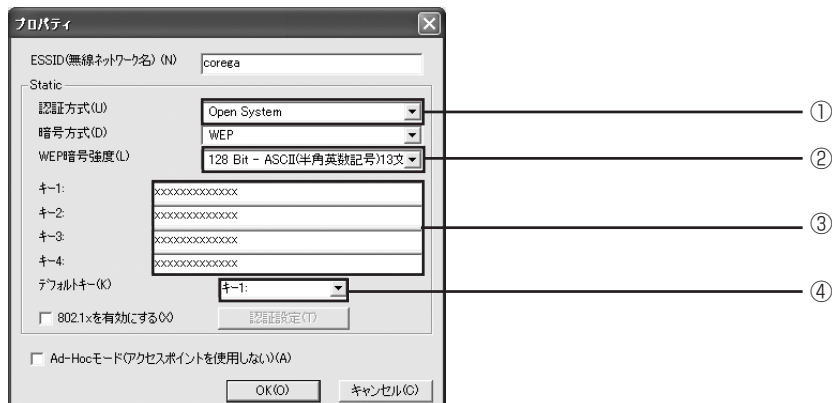 プロパティ
ESSID(無線ネットワーク名) (N) corega
Static
認証方式(U) Open System ①
暗号方式(D) WEP
WEP暗号強度(L) 128 Bit - ASCII(半角英数記号)13文 ②
キー1: xxxxxxxxxxxxx
キー2: xxxxxxxxxxxxx
キー3: xxxxxxxxxxxxx ③
キー4: xxxxxxxxxxxxx
デフォルトキー(K) キー1: ④
802.1xを有効にする(X) 認証設定(T)
Ad-Hocモード(アクセスポイントを使用しない)(A)
OK(O) キャンセル(C)